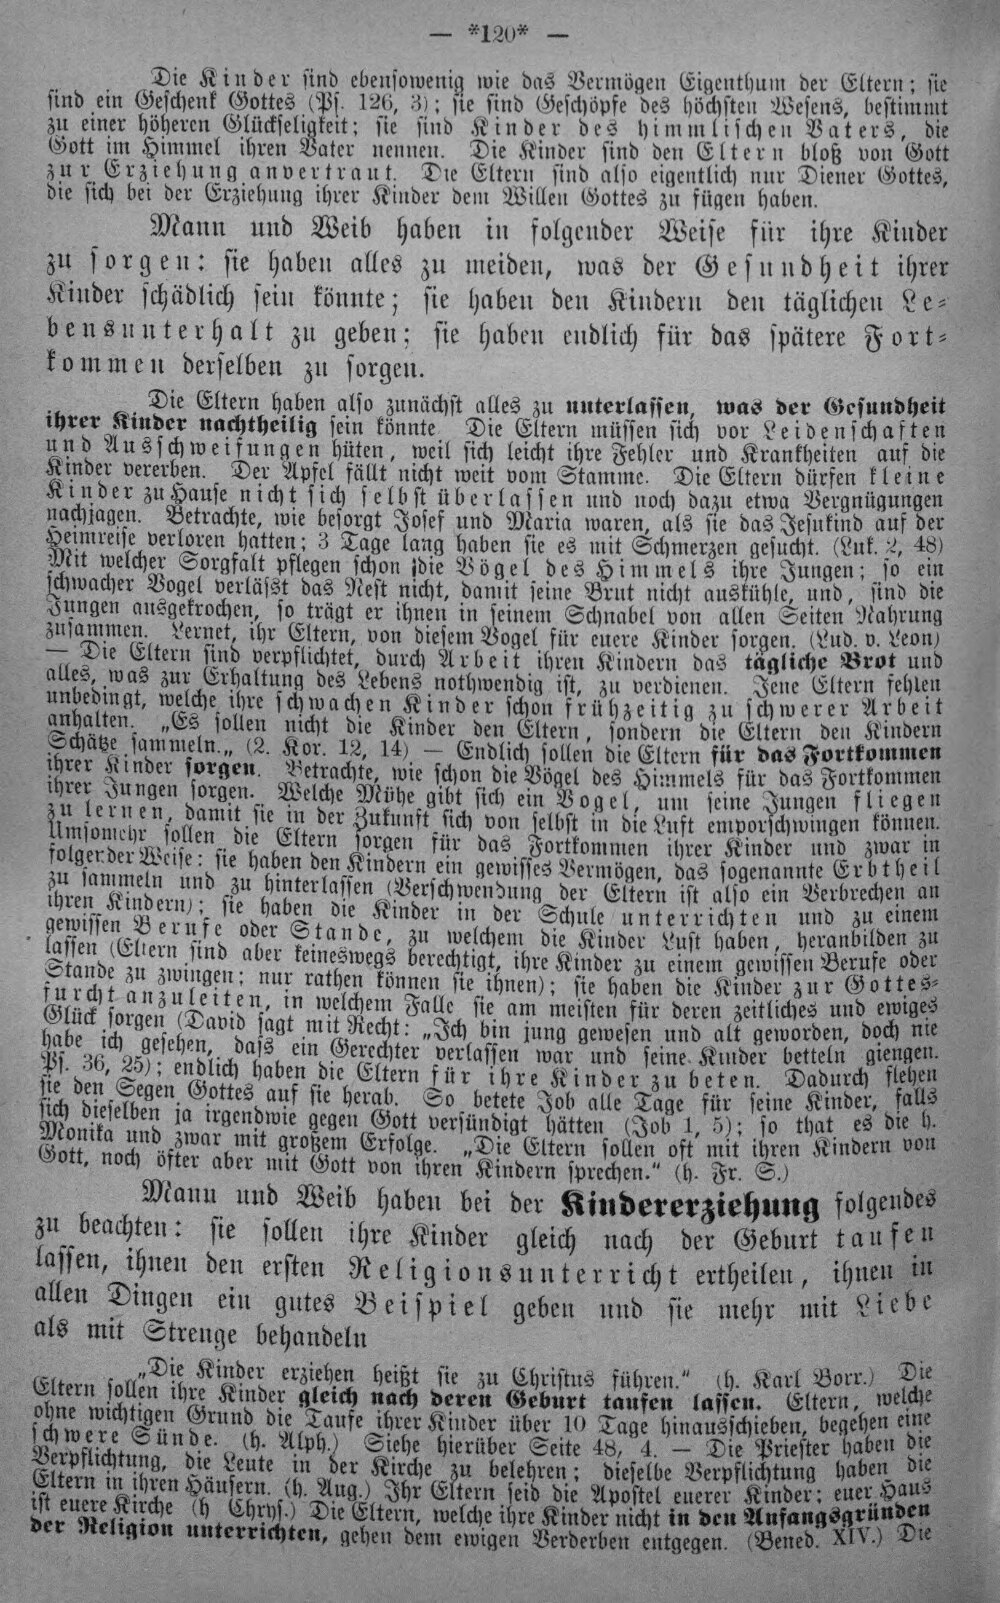 — *120* —
Die Kinder sind ebensowenig wie das Vermögen Eigenthum der Eltern; sie
sind ein Geschenk Gottes (Ps. 126, 3); sie sind Geschöpfe des höchsten Wesens, bestimmt
zu einer höheren Glückseligkeit; sie sind Kinder des himmlischen Vaters, die
Gott im Himmel ihren Vater nennen. Die Kinder sind den Eltern bloß von Gott
zur Erziehung anvertraut. Die Eltern sind also eigentlich nur Diener Gottes,
die sich bei der Erziehung ihrer Kinder dem Willen Gottes zu fügen haben.
Mann und Weib haben in folgender Weise für ihre Kinder
zu sorgen: sie haben alles zu meiden, was der Gesundheit ihrer
Kinder schädlich sein könnte; sie haben den Kindern den täglichen Le-
bensunterhalt zu geben; sie haben endlich für das spätere Fort-
kommen derselben zu sorgen.
Die Eltern haben also zunächst alles zu unterlassen, was der Gesundheit
ihrer Kinder nachtheilig sein könnte Die Eltern müssen sich vor Leidenschaften
und Ausschweifungen hüten, weil sich leicht ihre Fehler und Krankheiten auf die
Kinder vererben. Der Apfel fällt nicht weit vom Stamme. Die Eltern dürfen kleine
Kinder zu Hause nicht sich selbst überlassen und noch dazu etwa Vergnügungen
nachjagen. Betrachte, wie besorgt Josef und Maria waren, als sie das Jesukind auf der
Heimreise verloren hatten; 3 Tage lang haben sie es mit Schmerzen gesucht. (Luk. 2, 48)
Mit welcher Sorgfalt pflegen schon die Vögel des Himmels ihre Jungen; so ein
schwacher Vogel verlässt das Nest nicht, damit seine Brut nicht auskühle, und, sind die
Jungen ausgekrochen, so trägt er ihnen in seinem Schnabel von allen Seiten Nahrung
zusammen. Lernet, ihr Eltern, von diesem Vogel für euere Kinder sorgen. (Lud. v. Leon)
— Die Eltern sind verpflichtet, durch Arbeit ihren Kindern das tägliche Brot und
alles, was zur Erhaltung des Lebens nothwendig ist, zu verdienen. Jene Eltern fehlen
unbedingt, welche ihre schwachen Kinder schon frühzeitig zu schwerer Arbeit
anhalten. „Es sollen nicht die Kinder den Eltern, sondern die Eltern den Kindern
Schätze sammeln.„ (2. Kor. 12, 14) — Endlich sollen die Eltern für das Fortkommen
ihrer Kinder sorgen. Betrachte, wie schon die Vögel des Himmels für das Fortkommen
ihrer Jungen sorgen. Welche Mühe gibt sich ein Vogel, um seine Jungen fliegen
zu lernen, damit sie in der Zukunft sich von selbst in die Luft emporschwingen können.
Umsomehr sollen die Eltern sorgen für das Fortkommen ihrer Kinder und zwar in
folgender Weise: sie haben den Kindern ein gewisses Vermögen, das sogenannte Erbtheil
zu sammeln und zu hinterlassen (Verschwendung der Eltern ist also ein Verbrechen an
ihren Kindern); sie haben die Kinder in der Schule unterrichten und zu einem
gewissen Berufe oder Stande, zu welchem die Kinder Lust haben, heranbilden zu
lassen (Eltern sind aber keineswegs berechtigt, ihre Kinder zu einem gewissen Berufe oder
Stande zu zwingen; nur rathen können sie ihnen); sie haben die Kinder zur Gottes-
furcht anzuleiten, in welchem Falle sie am meisten für deren zeitliches und ewiges
Glück sorgen (David sagt mit Recht: „Ich bin jung gewesen und alt geworden, doch nie
habe ich gesehen, dass ein Gerechter verlassen war und seine Kinder betteln giengen.
Ps. 36, 25); endlich haben die Eltern für ihre Kinder zu beten. Dadurch flehen
sie den Segen Gottes auf sie herab. So betete Job alle Tage für seine Kinder, falls
sich dieselben ja irgendwie gegen Gott versündigt hätten (Job 1, 5); so that es die h.
Monika und zwar mit großem Erfolge. „Die Eltern sollen oft mit ihren Kindern von
Gott, noch öfter aber mit Gott von ihren Kindern sprechen.“ (h. Fr. S.)
Mann und Weib haben bei der Kindererziehung folgendes
zu beachten: sie sollen ihre Kinder gleich nach der Geburt taufen
lassen, ihnen den ersten Religionsunterricht ertheilen, ihnen in
allen Dingen ein gutes Beispiel geben und sie mehr mit Liebe
als mit Strenge behandeln
„Die Kinder erziehen heißt sie zu Christus führen.“ (h. Karl Borr.) Die
Eltern sollen ihre Kinder gleich nach deren Geburt taufen lassen. Eltern, welche
ohne wichtigen Grund die Taufe ihrer Kinder über 10 Tage hinausschieben, begehen eine
schwere Sünde. (h. Alph.) Siehe hierüber Seite 48, 4. — Die Priester haben die
Verpflichtung, die Leute in der Kirche zu belehren; dieselbe Verpflichtung haben die
Eltern in ihren Häusern. (h. Aug.) Ihr Eltern seid die Apostel euerer Kinder; euer Haus
ist euere Kirche (h Chrys.) Die Eltern, welche ihre Kinder nicht in den Anfangsgründen
der Religion unterrichten, gehen dem ewigen Verderben entgegen. (Bened. XIV.) Die